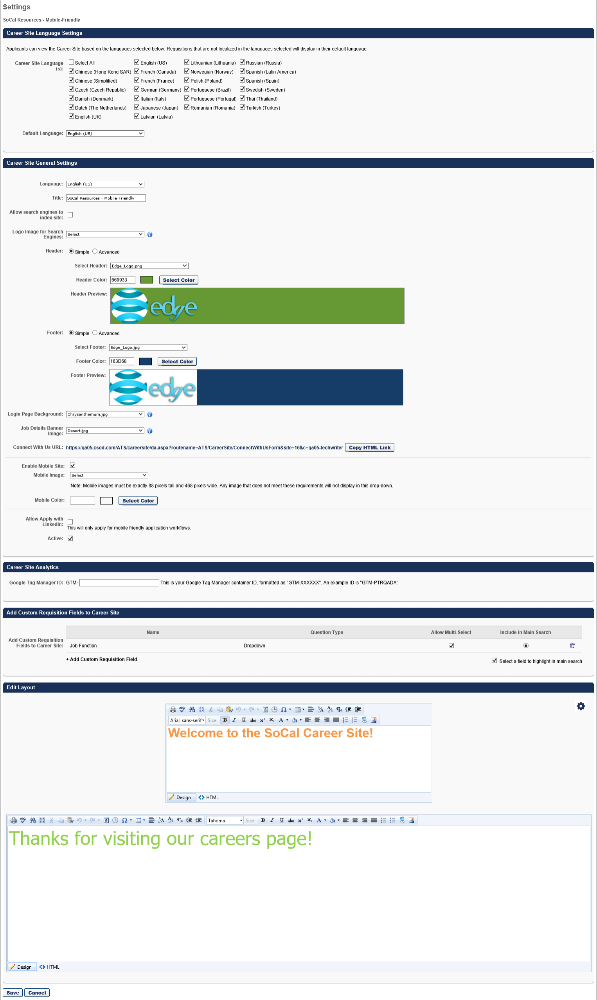 Settings
SoCal Resources - Mobile-Friendly
Career Site Language Settings
Applicants can view the Career Site based on the languages selected below. Requisitions that are not localized in the languages selected will display in their default language.
Career Site Language
(s):
Select All English (US) Lithuanian (Lithuania) Russian (Russia)
Chinese (Hong Kong SAR) French (Canada) Norwegian (Norway) Spanish (Latin America)
Chinese (Simplified) French (France) Polish (Poland) Spanish (Spain)
Czech (Czech Republic) German (Germany) Portuguese (Brazil) Swedish (Sweden)
Danish (Denmark) Italian (Italy) Portuguese (Portugal) Thai (Thailand)
Dutch (The Netherlands) Japanese (Japan) Romanian (Romania) Turkish (Turkey)
English (UK) Latvian (Latvia)
Default Language: English (US)
Career Site General Settings
Language: English (US)
Title: SoCal Resources - Mobile-Friendly
Allow search engines to
index site:
Logo Image for Search
Engines:
Select
Header: Simple Advanced
Select Header: Edge_Logo.png
Header Color: 669933 Select Color
Header Preview:
edge
Footer: Simple Advanced
Select Footer: Edge_Logo.jpg
Footer Color: 163D68 Select Color
Footer Preview:
edge
Login Page Background: Chrysanthemum.jpg
Job Details Banner
Image:
Desert.jpg
Connect With Us URL: https://qa05.csod.com/ATS/careersite/da.aspx?routename=ATS/CareerSite/ConnectWithUsForm&site=16&c=qa05-techwriter Copy HTML Link
Enable Mobile Site:
Mobile Image: Select
Note: Mobile images must be exactly 88 pixels tall and 468 pixels wide. Any image that does not meet these requirements will not display in this drop-down.
Mobile Color: Select Color
Allow Apply with
LinkedIn:
This will only apply for mobile friendly application workflows.
Active:
Career Site Analytics
Google Tag Manager ID: GTM- This is your Google Tag Manager container ID, formatted as "GTM-XXXXXX". An example ID is "GTM-PTRQADA".
Add Custom Requisition Fields to Career Site
Name Question Type Allow Multi-Select Include in Main Search
Add Custom Requisition
Fields to Career Site:
Job Function Dropdown
+ Add Custom Requisition Field Select a field to highlight in main search
Edit Layout
Arial, sans-serif Size B I U abc x² x₂ A
Welcome to the SoCal Career Site!
Design HTML
Tahoma Size B I U abc x² x₂ A
Thanks for visiting our careers page!
Design HTML
Save Cancel